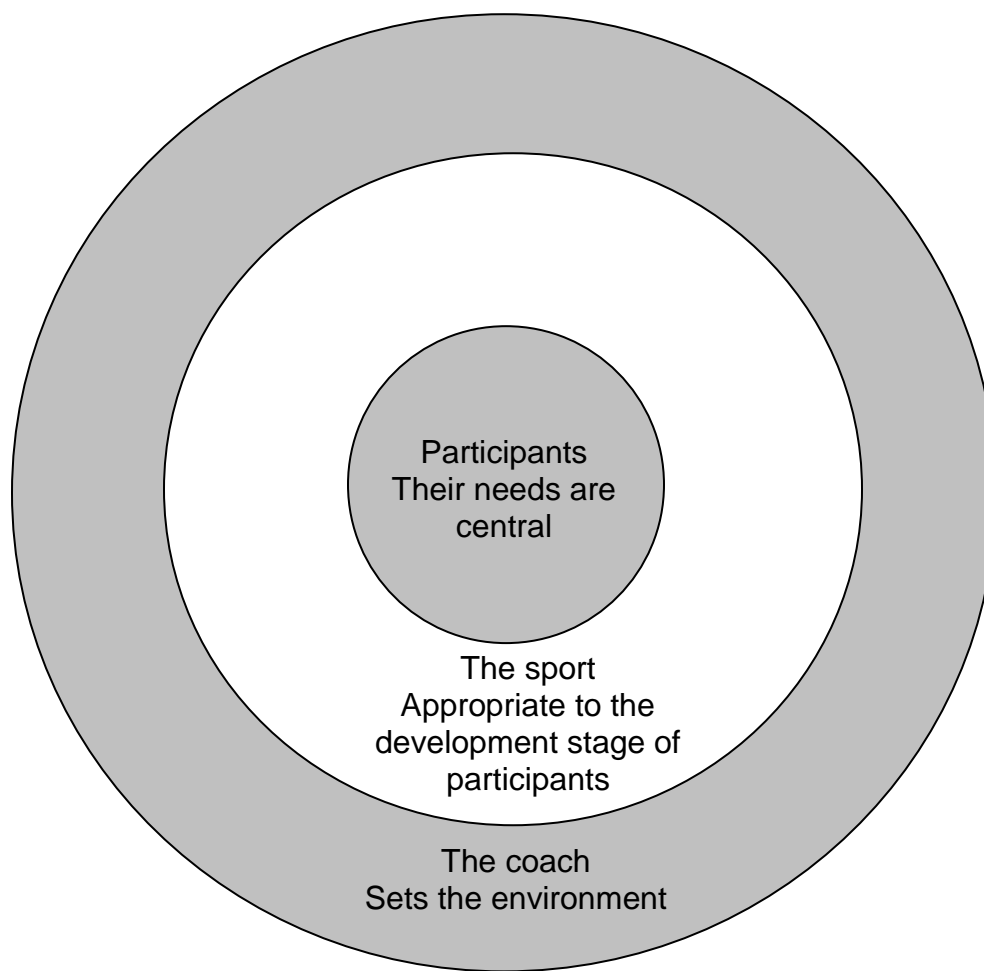 Participants
Their needs are
central
The sport
Appropriate to the
development stage of
participants
The coach
Sets the environment